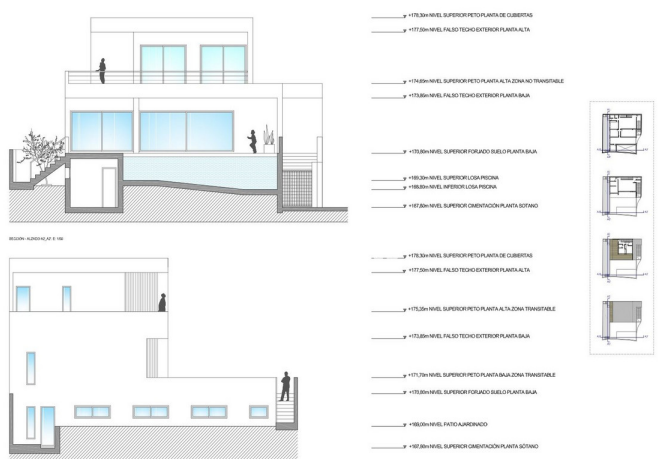 +178,30m NIVEL SUPERIOR PETO PLANTA DE CUBIERTAS
+177,50m NIVEL FALSO TECHO EXTERIOR PLANTA ALTA
+174,65m NIVEL SUPERIOR PETO PLANTA ALTA ZONA NO TRANSITABLE
+173,85m NIVEL FALSO TECHO EXTERIOR PLANTA BAJA
+170,80m NIVEL SUPERIOR FORJADO SUELO PLANTA BAJA
+169,30m NIVEL SUPERIOR LOSA PISCINA
+168,80m NIVEL INFERIOR LOSA PISCINA
+167,80m NIVEL SUPERIOR CIMENTACIÓN PLANTA SOTANO
+178,30m NIVEL SUPERIOR PETO PLANTA DE CUBIERTAS
+177,50m NIVEL FALSO TECHO EXTERIOR PLANTA ALTA
+175,35m NIVEL SUPERIOR PETO PLANTA ALTA ZONA TRANSITABLE
+173,85m NIVEL FALSO TECHO EXTERIOR PLANTA BAJA
+171,70m NIVEL SUPERIOR PETO PLANTA BAJA ZONA TRANSITABLE
+170,80m NIVEL SUPERIOR FORJADO SUELO PLANTA BAJA
+169,00m NIVEL PATIO AJARDINADO
+167,80m NIVEL SUPERIOR CIMENTACIÓN PLANTA SÓTANO